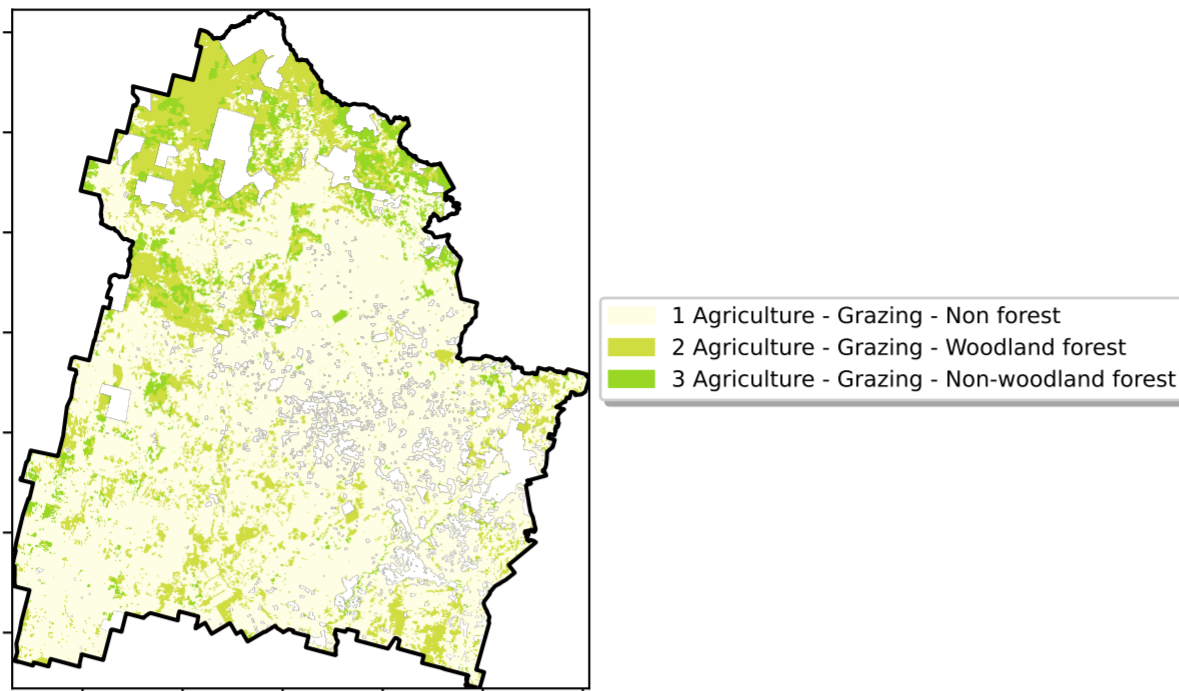 1 Agriculture - Grazing - Non forest
2 Agriculture - Grazing - Woodland forest
3 Agriculture - Grazing - Non-woodland forest